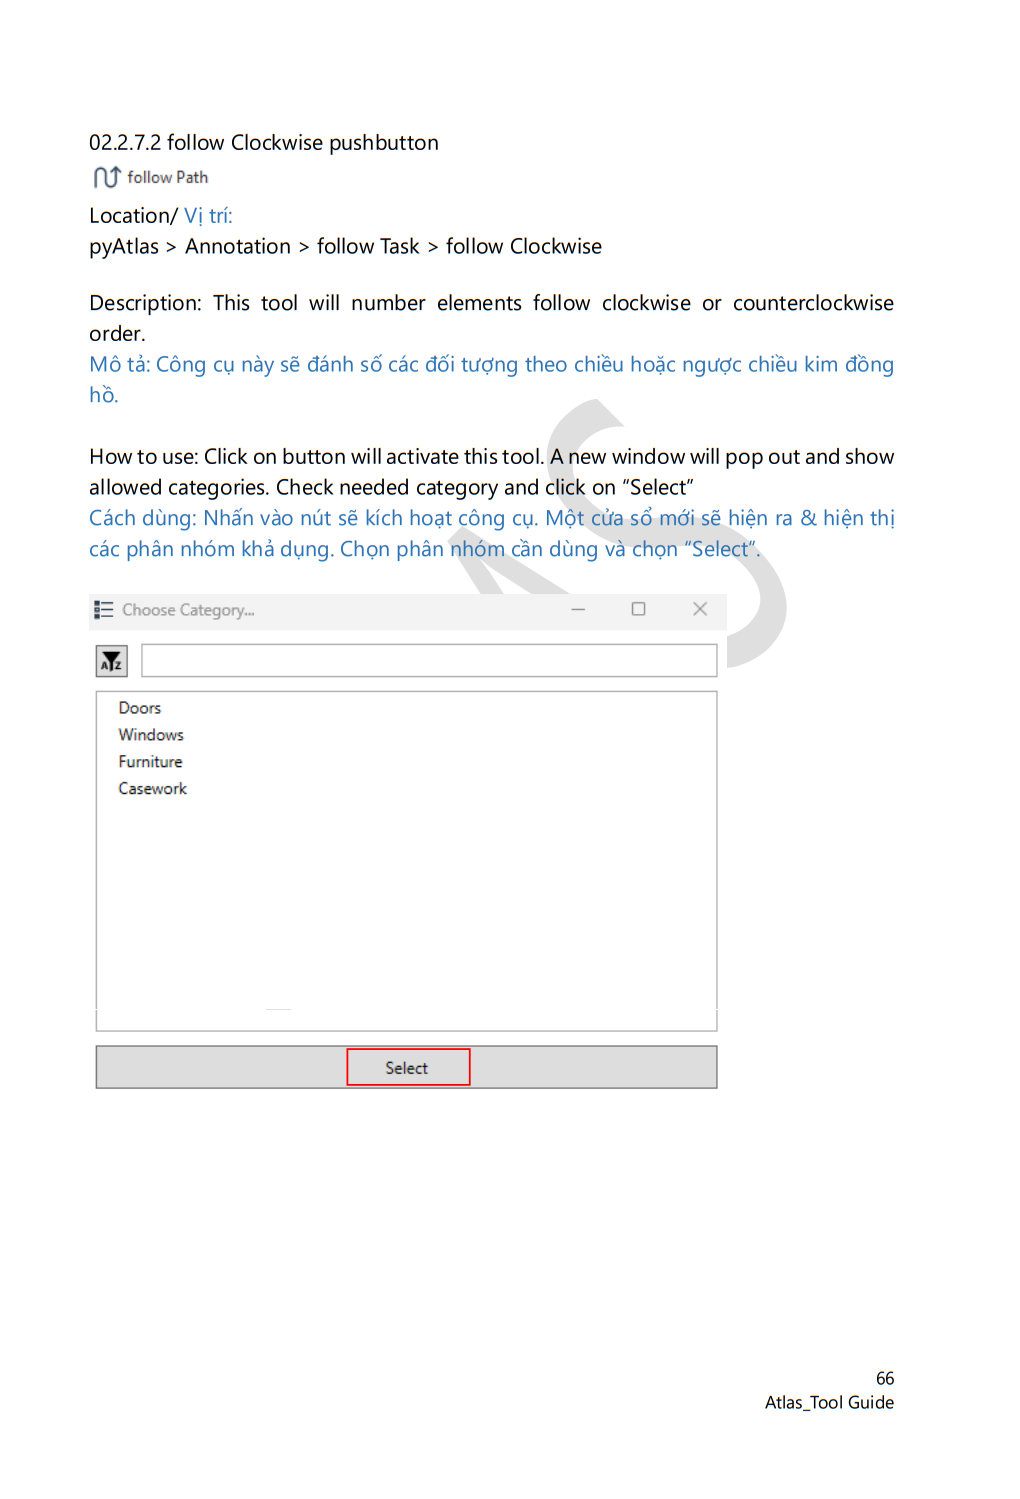 02.2.7.2 follow Clockwise pushbutton
follow Path
Location/ Vị trí:
pyAtlas > Annotation > follow Task > follow Clockwise
Description: This tool will number elements follow clockwise or counterclockwise
order.
Mô tả: Công cụ này sẽ đánh số các đối tượng theo chiều hoặc ngược chiều kim đồng
hồ.
How to use: Click on button will activate this tool. A new window will pop out and show
allowed categories. Check needed category and click on “Select”
Cách dùng: Nhấn vào nút sẽ kích hoạt công cụ. Một cửa sổ mới sẽ hiện ra & hiện thị
các phân nhóm khả dụng. Chọn phân nhóm cần dùng và chọn “Select”.
Choose Category...
AZ
Doors
Windows
Furniture
Casework
Select
66
Atlas_Tool Guide